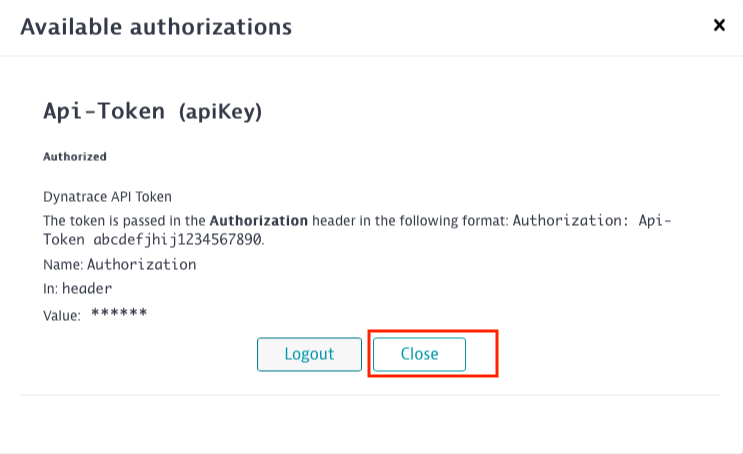 Available authorizations
×
Api-Token (apiKey)
Authorized
Dynatrace API Token
The token is passed in the Authorization header in the following format: Authorization: Api-
Token abcdefjhij1234567890.
Name: Authorization
In: header
Value: ******
Logout Close